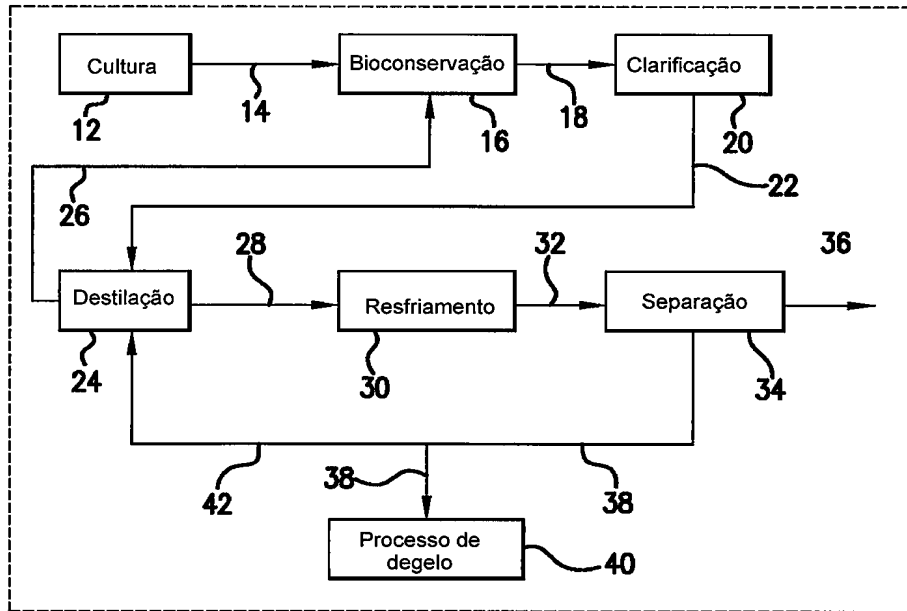 Cultura
Bioconservação
Clarificação
12
14
16
18
20
22
26
28
32
36
Destilação
Resfriamento
Separação
24
30
34
42
38
38
Processo de
degelo
40